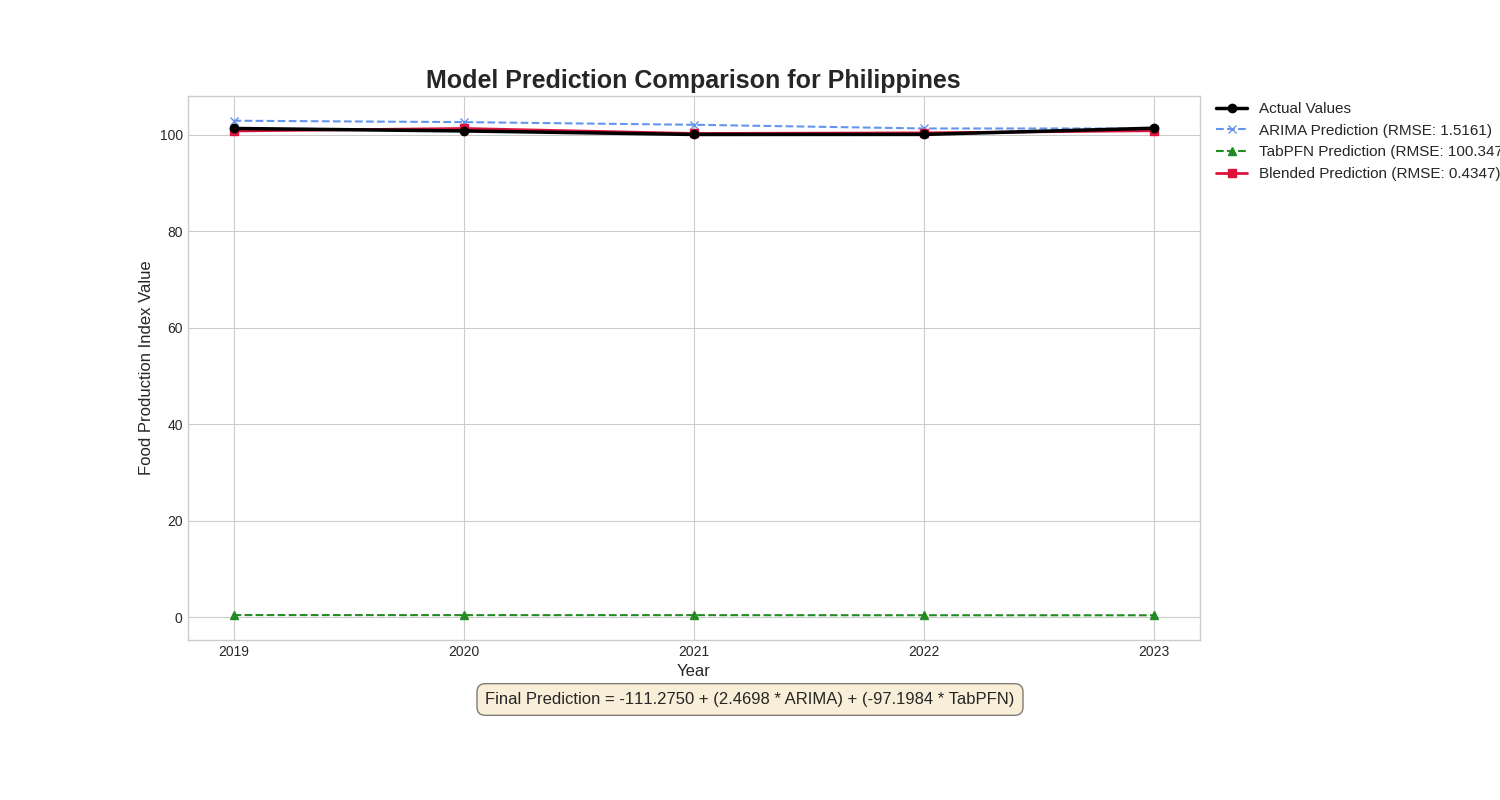 Model Prediction Comparison for Philippines
Actual Values
ARIMA Prediction (RMSE: 1.5161)
TabPFN Prediction (RMSE: 100.347
Blended Prediction (RMSE: 0.4347)
Food Production Index Value
100
80
60
40
20
0
2019 2020 2021 2022 2023
Year
Final Prediction = -111.2750 + (2.4698 * ARIMA) + (-97.1984 * TabPFN)